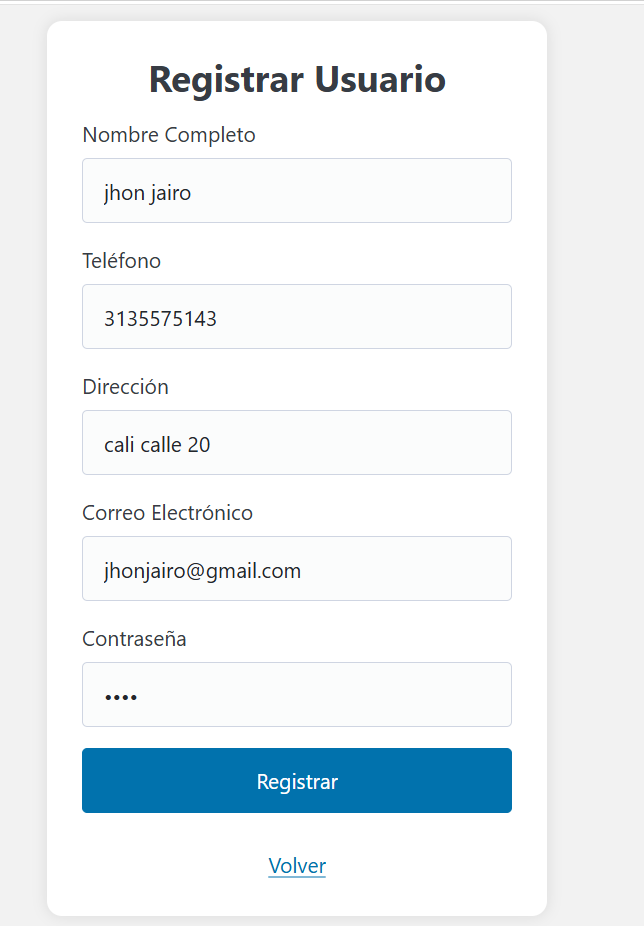 Registrar Usuario
Nombre Completo
jhon jairo
Teléfono
3135575143
Dirección
cali calle 20
Correo Electrónico
jhonjairo@gmail.com
Contraseña
••••
Registrar
Volver